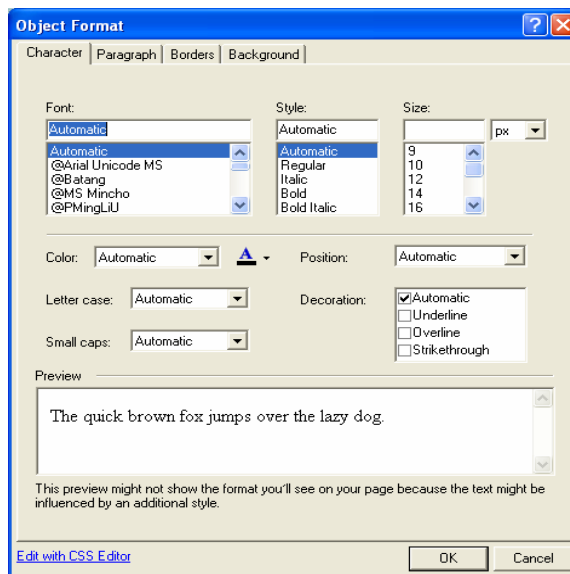 Object Format
Character Paragraph Borders Background
Font: Style: Size:
Automatic Automatic px
Automatic Automatic 9
@Arial Unicode MS Regular 10
@Batang Italic 12
@MS Mincho Bold 14
@PMingLiU Bold Italic 16
Color: Automatic A Position: Automatic
Letter case: Automatic Decoration: Automatic
Underline
Small caps: Automatic Overline
Strikethrough
Preview
The quick brown fox jumps over the lazy dog.
This preview might not show the format you'll see on your page because the text might be
influenced by an additional style.
Edit with CSS Editor OK Cancel